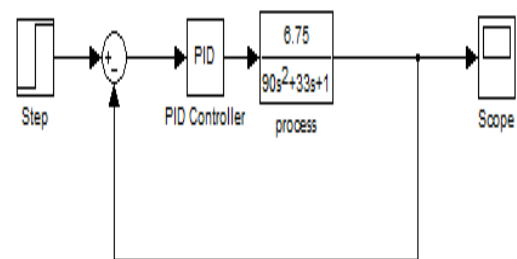 +
−
PID
6.75
90s²+33s+1
Step
PID Controller
process
Scope